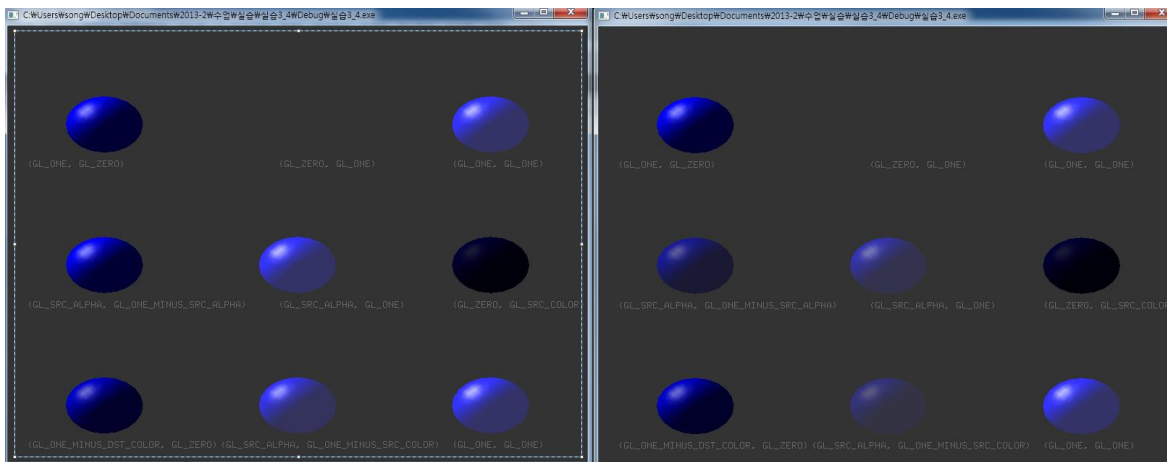 C:₩Users₩song₩Desktop₩Documents₩2013-2₩수업₩실습₩실습3_4₩Debug₩실습3_4.exe
(GL_ONE, GL_ZERO) (GL_ZERO, GL_ONE) (GL_ONE, GL_ONE)
(GL_SRC_ALPHA, GL_ONE_MINUS_SRC_ALPHA) (GL_SRC_ALPHA, GL_ONE) (GL_ZERO, GL_SRC_COLOR)
(GL_ONE_MINUS_DST_COLOR, GL_ZERO) (GL_SRC_ALPHA, GL_ONE_MINUS_SRC_COLOR) (GL_ONE, GL_ONE)
C:₩Users₩song₩Desktop₩Documents₩2013-2₩수업₩실습₩실습3_4₩Debug₩실습3_4.exe
(GL_ONE, GL_ZERO) (GL_ZERO, GL_ONE) (GL_ONE, GL_ONE)
(GL_SRC_ALPHA, GL_ONE_MINUS_SRC_ALPHA) (GL_SRC_ALPHA, GL_ONE) (GL_ZERO, GL_SRC_COLO
(GL_ONE_MINUS_DST_COLOR, GL_ZERO) (GL_SRC_ALPHA, GL_ONE_MINUS_SRC_COLOR) (GL_ONE, GL_ONE)